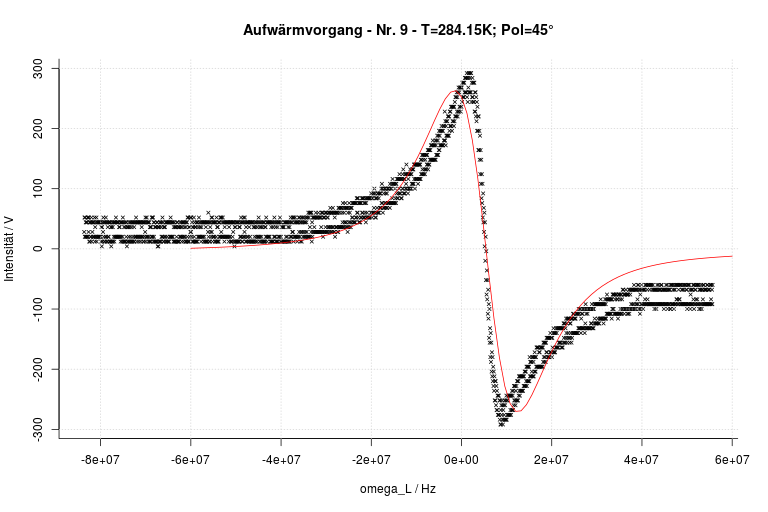 Aufwärmvorgang - Nr. 9 - T=284.15K; Pol=45°
Intensität / V
300
200
100
0
-100
-200
-300
-8e+07 -6e+07 -4e+07 -2e+07 0e+00 2e+07 4e+07 6e+07
omega_L / Hz